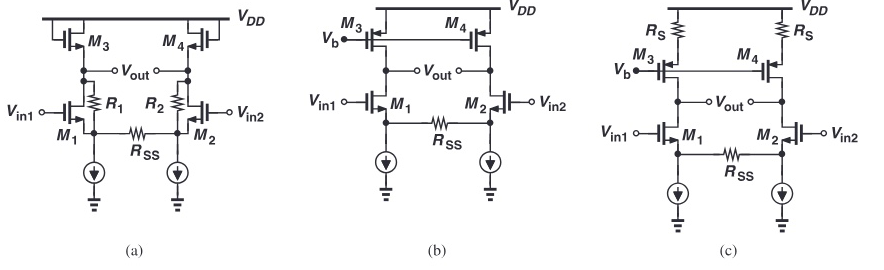 V_DD
M_3
M_4
V_out
R_1
R_2
V_in1
V_in2
M_1
M_2
R_SS
(a)
V_DD
M_3
M_4
V_b
V_out
V_in1
M_1
M_2
V_in2
R_SS
(b)
V_DD
R_S
R_S
M_3
M_4
V_b
V_out
V_in1
M_1
M_2
V_in2
R_SS
(c)